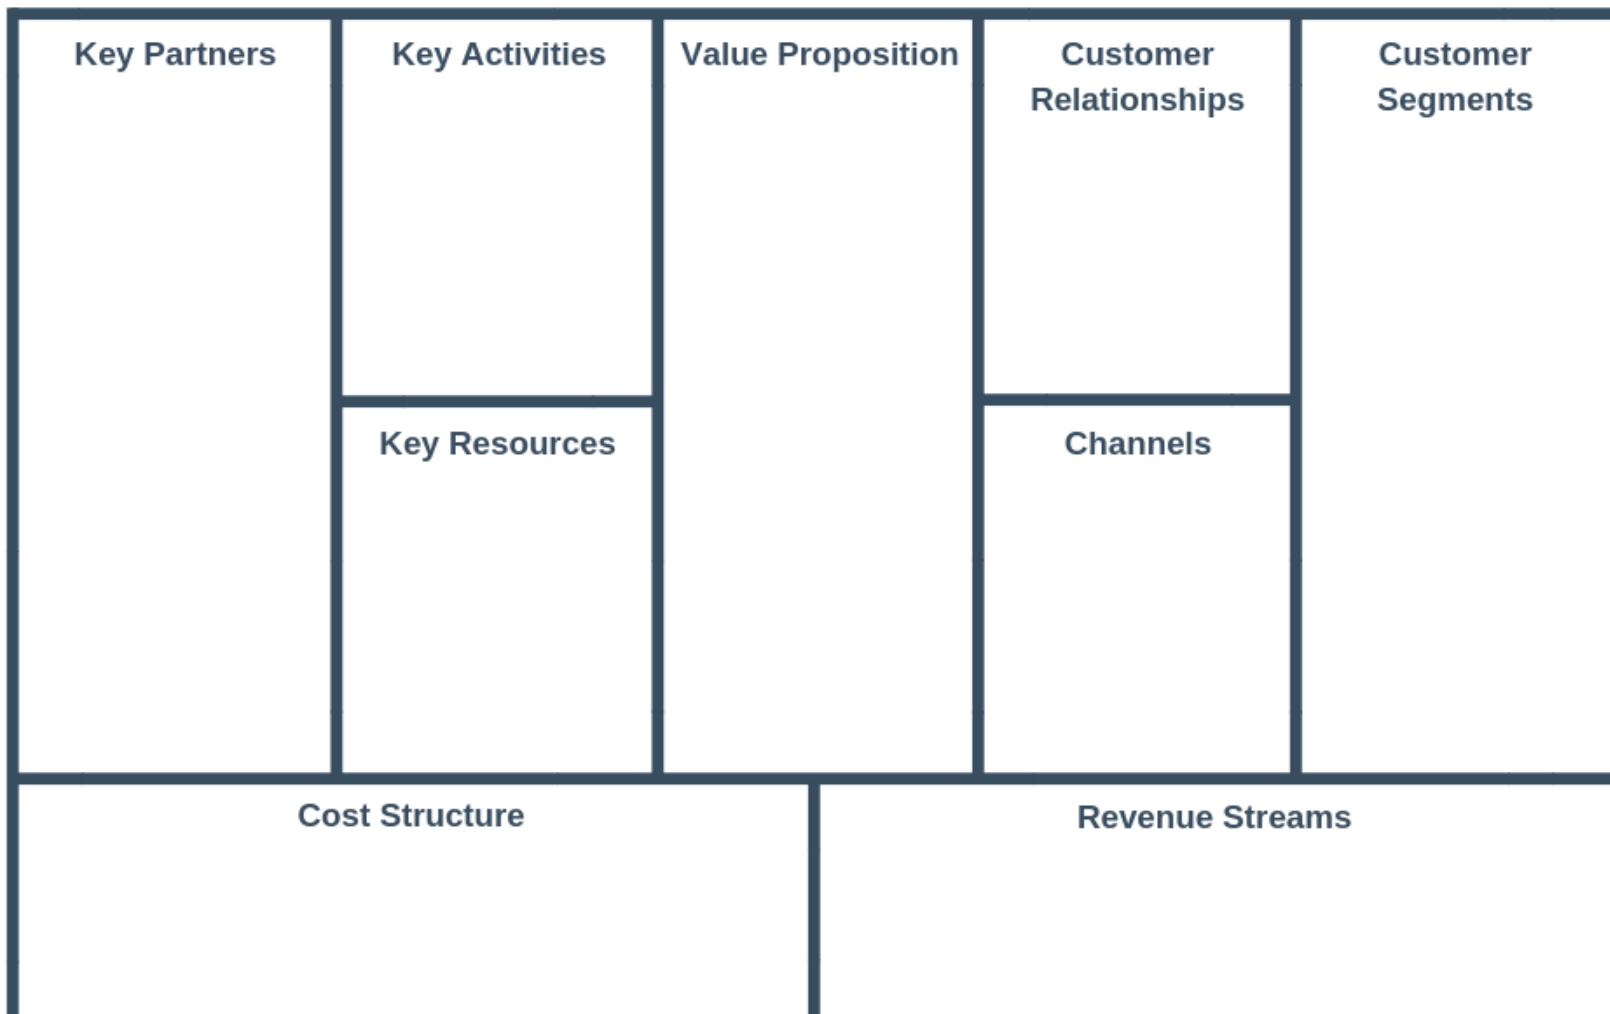 Key Partners
Key Activities
Value Proposition
Customer
Relationships
Customer
Segments
Key Resources
Channels
Cost Structure
Revenue Streams